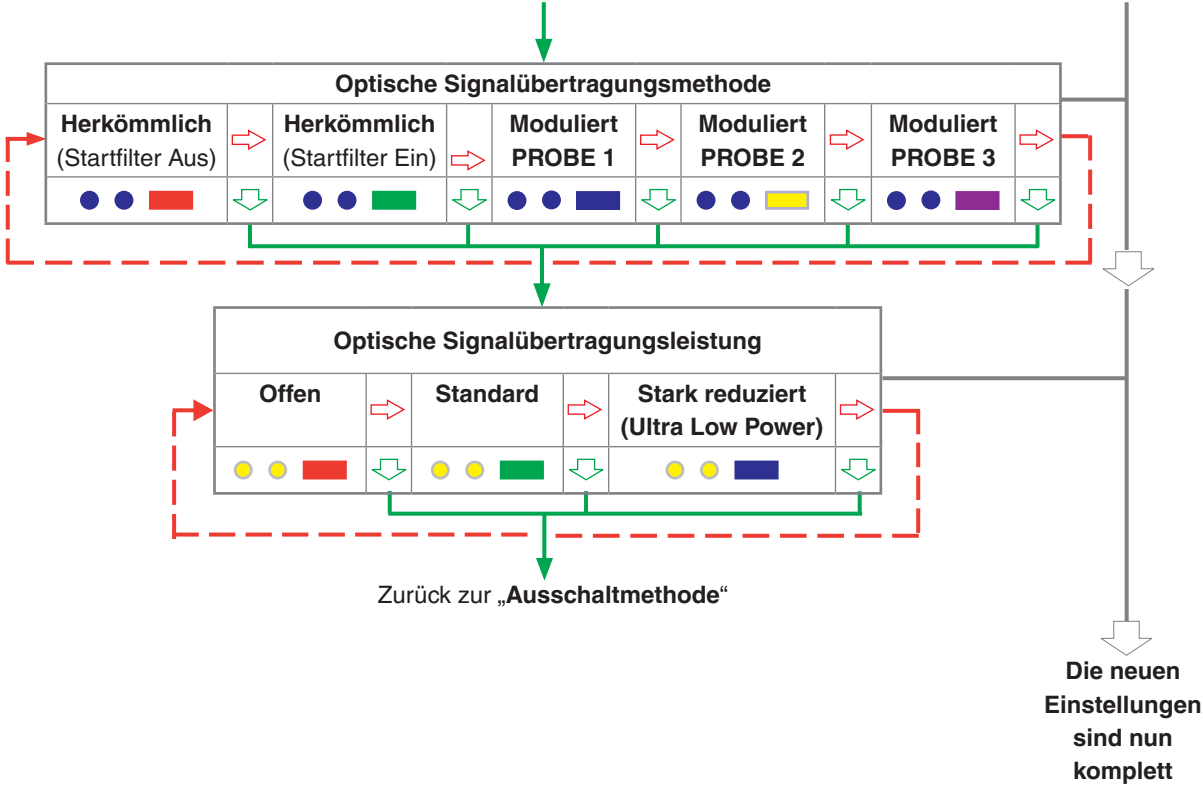 Optische Signalübertragungsmethode
Herkömmlich
(Startfilter Aus)
Herkömmlich
(Startfilter Ein)
Moduliert
PROBE 1
Moduliert
PROBE 2
Moduliert
PROBE 3
Optische Signalübertragungsleistung
Offen
Standard
Stark reduziert
(Ultra Low Power)
Zurück zur „Ausschaltmethode“
Die neuen
Einstellungen
sind nun
komplett